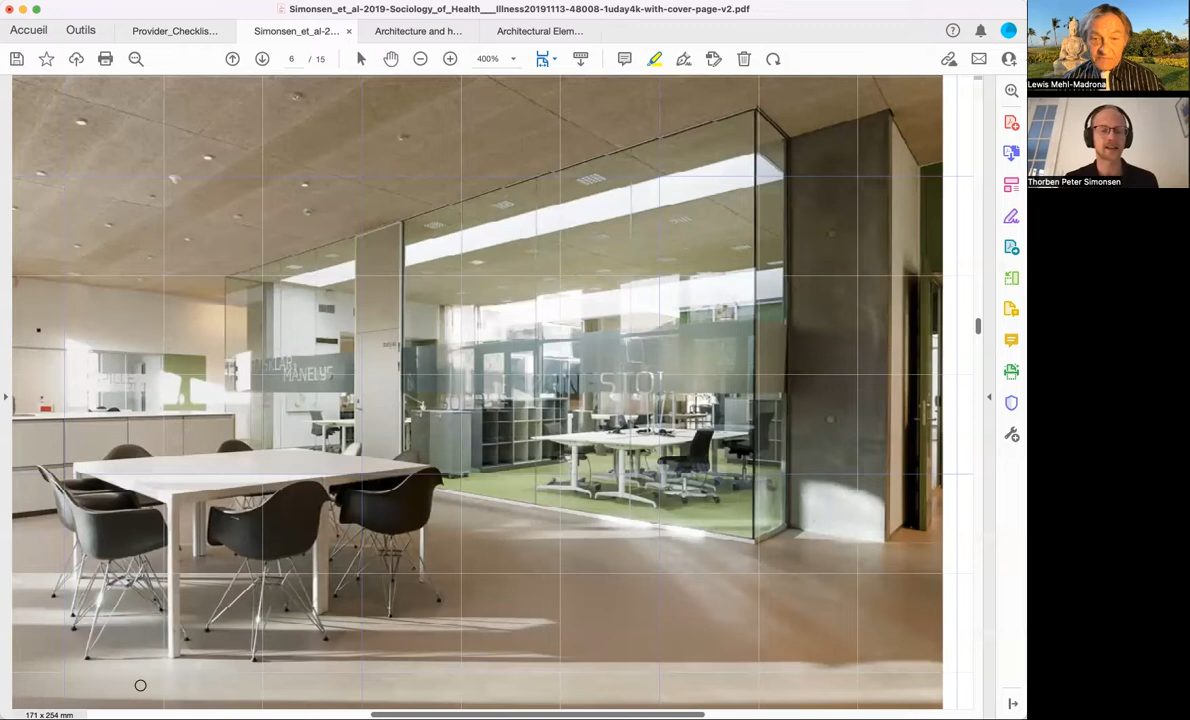 Simonsen_et_al-2019-Sociology_of_Health___Illness20191113-48008-1uday4k-with-cover-page-v2.pdf
Accueil
Outils
Provider_Checklis...
Simonsen_et_al-2...
×
Architecture and h...
Architectural Elem...
6 / 15
400%
Lewis Mehl-Madrona
Thorben Peter Simonsen
MÅNELYS
171 x 254 mm